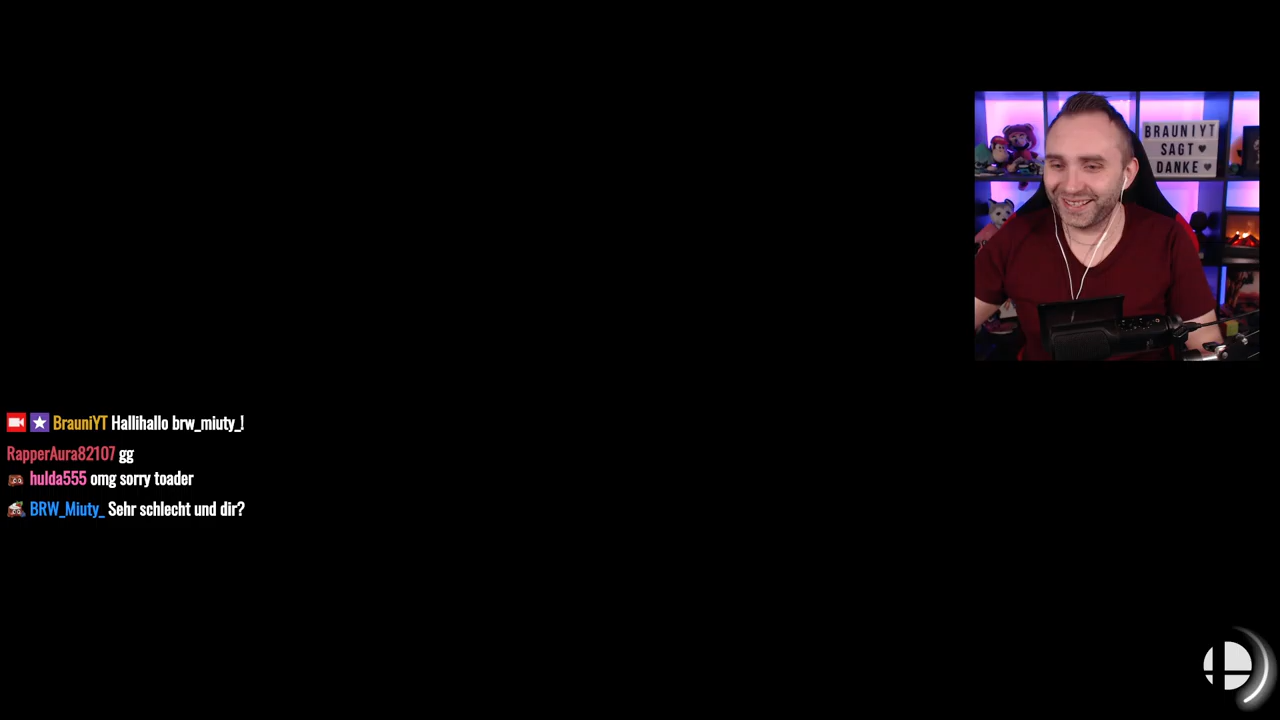 BRAUNIYT
SAGT ♥
DANKE ♥
BrauniYT Hallihallo brw_miuty_!
RapperAura82107 gg
hulda555 omg sorry toader
BRW_Miuty_ Sehr schlecht und dir?